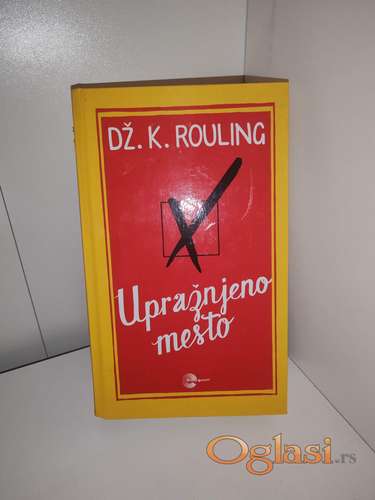 DŽ. K. ROULING
Upražnjeno
mesto
Oglasi.rs